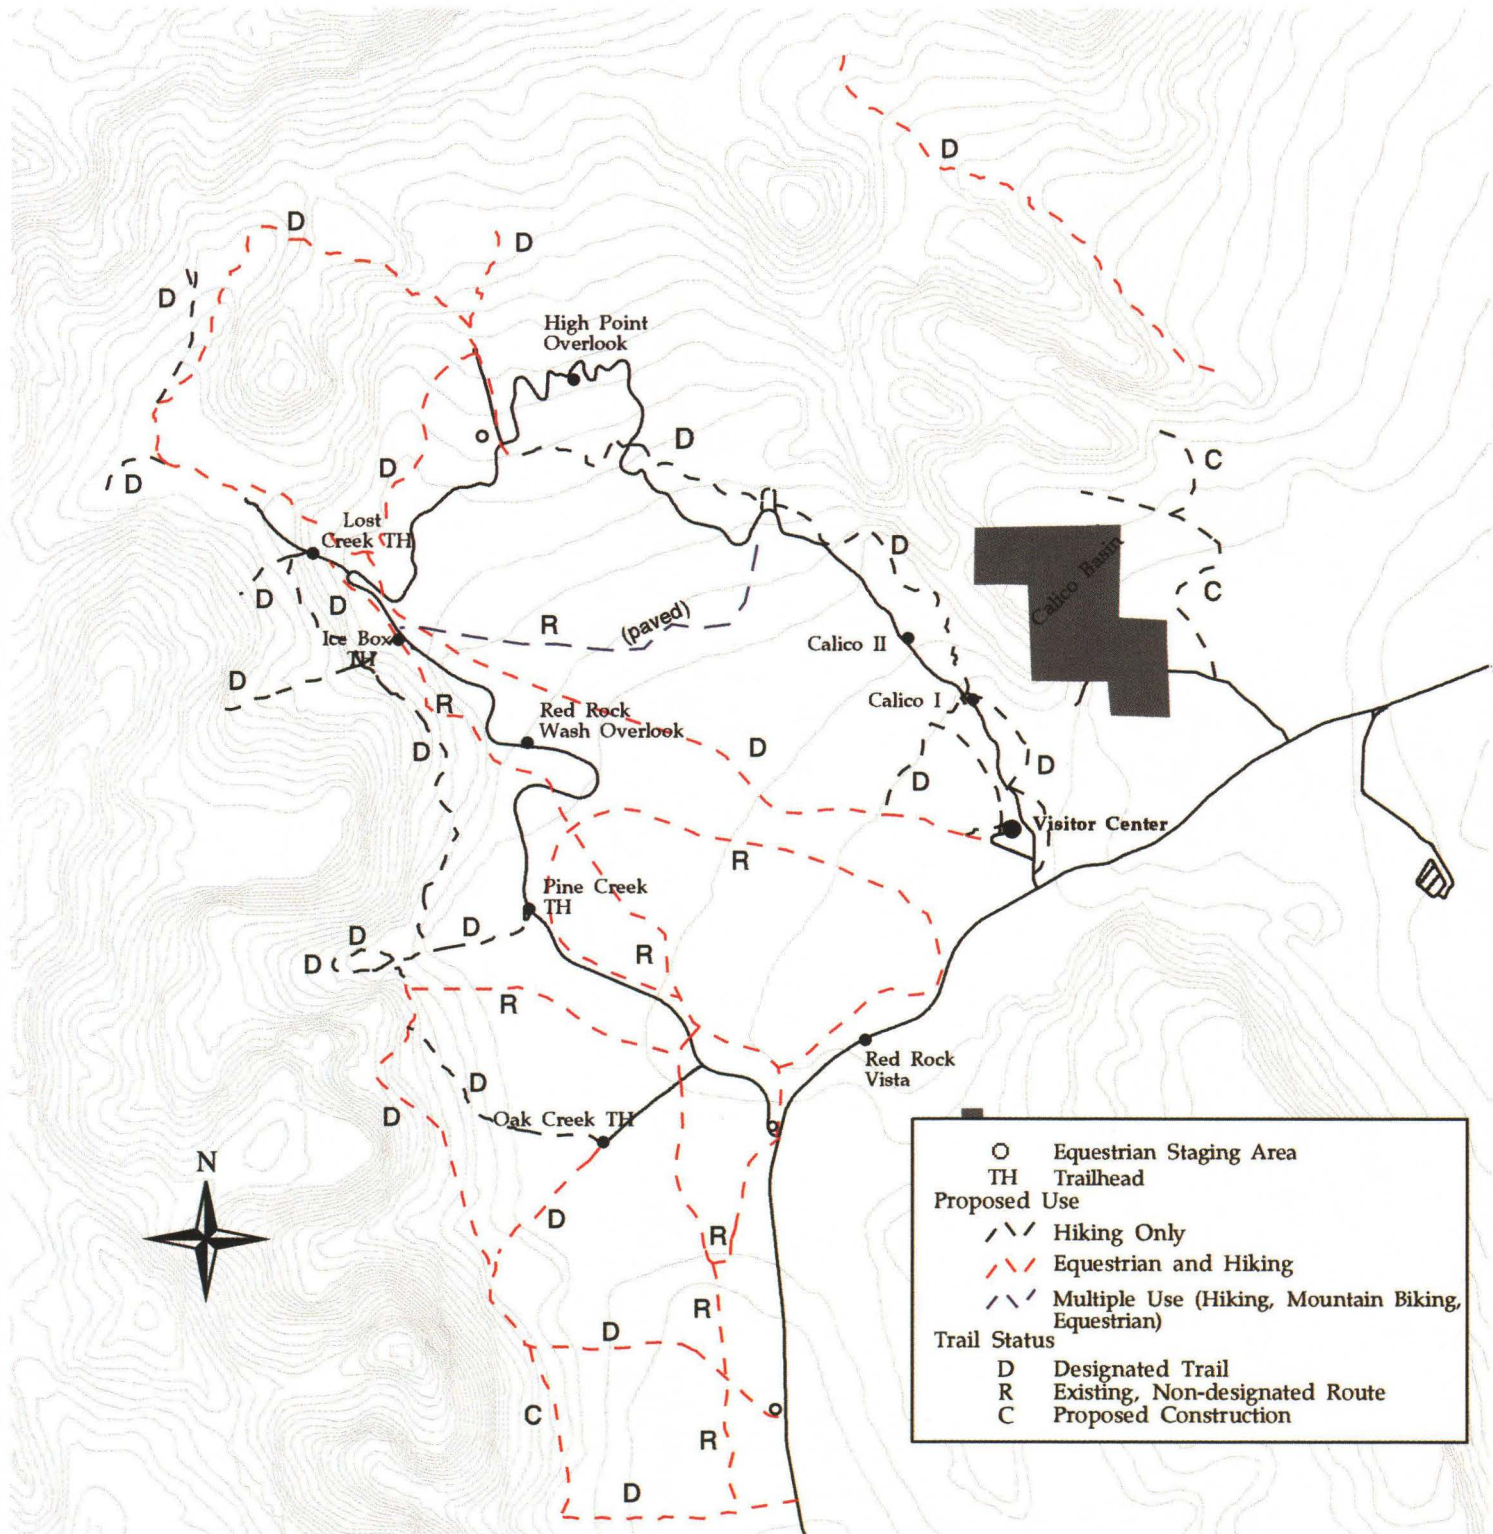 D
D
D
D
High Point
Overlook
D
D
C
D
D
Lost
Creek TH
D
Calico Basin
C
D
D
R
(paved)
Ice Box
TH
Calico II
D
R
Calico I
Red Rock
Wash Overlook
D
D
D
D
Visitor Center
R
Pine Creek
TH
D
D
R
D
R
Red Rock
Vista
D
D
Oak Creek TH
N
D
R
R
D
C
R
D
O Equestrian Staging Area
TH Trailhead
Proposed Use
Hiking Only
Equestrian and Hiking
Multiple Use (Hiking, Mountain Biking,
Equestrian)
Trail Status
D Designated Trail
R Existing, Non-designated Route
C Proposed Construction